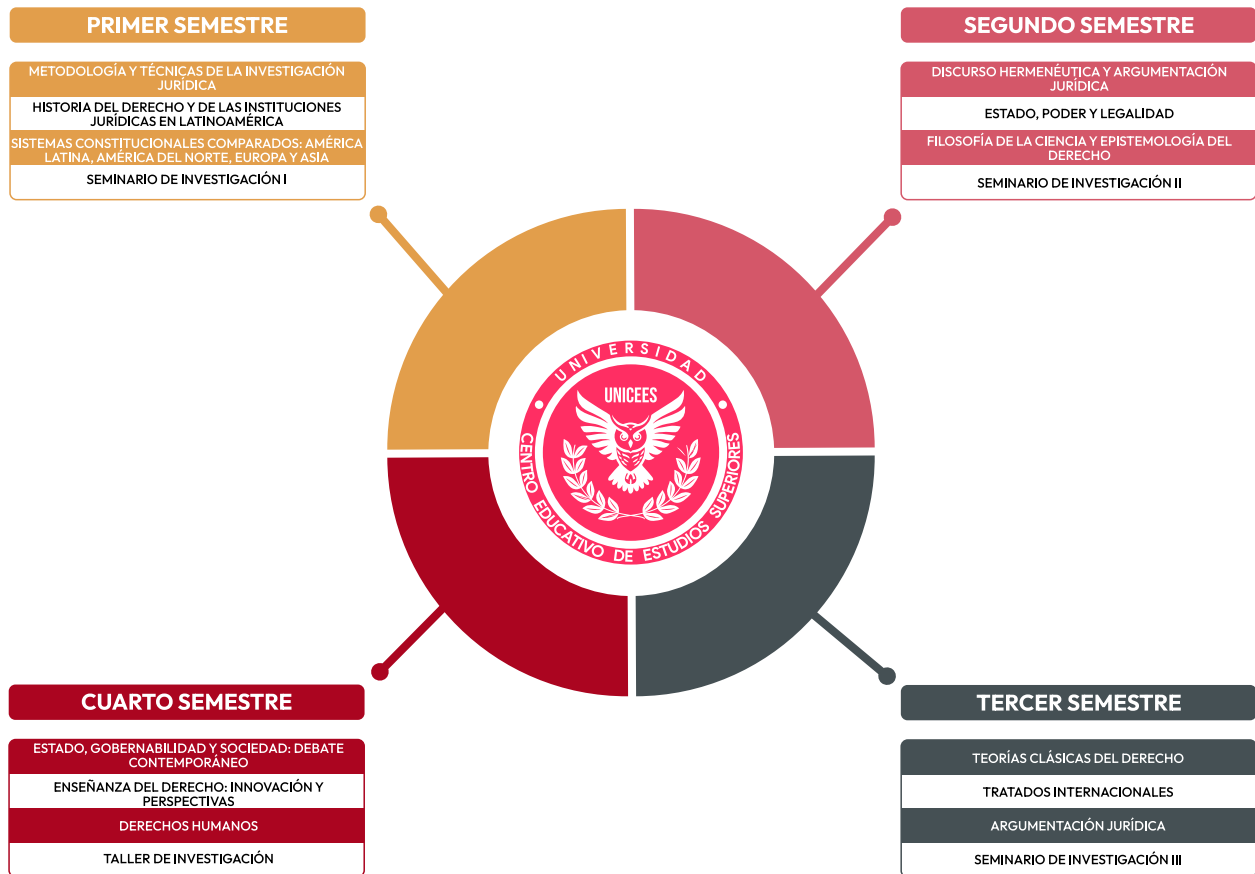 PRIMER SEMESTRE
METODOLOGÍA Y TÉCNICAS DE LA INVESTIGACIÓN
JURÍDICA
HISTORIA DEL DERECHO Y DE LAS INSTITUCIONES
JURÍDICAS EN LATINOAMÉRICA
SISTEMAS CONSTITUCIONALES COMPARADOS: AMÉRICA
LATINA, AMÉRICA DEL NORTE, EUROPA Y ASIA
SEMINARIO DE INVESTIGACIÓN I
SEGUNDO SEMESTRE
DISCURSO HERMENÉUTICA Y ARGUMENTACIÓN
JURÍDICA
ESTADO, PODER Y LEGALIDAD
FILOSOFÍA DE LA CIENCIA Y EPISTEMOLOGÍA DEL
DERECHO
SEMINARIO DE INVESTIGACIÓN II
UNIVERSIDAD
UNICEES
CENTRO EDUCATIVO DE ESTUDIOS SUPERIORES
CUARTO SEMESTRE
ESTADO, GOBERNABILIDAD Y SOCIEDAD: DEBATE
CONTEMPORÁNEO
ENSEÑANZA DEL DERECHO: INNOVACIÓN Y
PERSPECTIVAS
DERECHOS HUMANOS
TALLER DE INVESTIGACIÓN
TERCER SEMESTRE
TEORÍAS CLÁSICAS DEL DERECHO
TRATADOS INTERNACIONALES
ARGUMENTACIÓN JURÍDICA
SEMINARIO DE INVESTIGACIÓN III